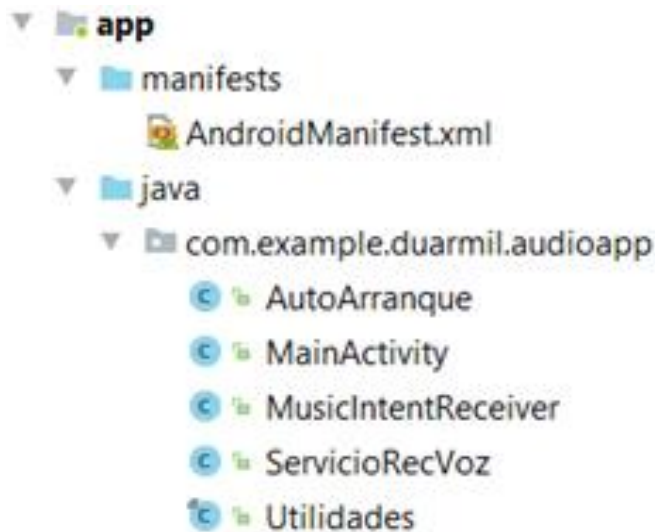 app
manifests
AndroidManifest.xml
java
com.example.duarmil.audioapp
AutoArranque
MainActivity
MusicIntentReceiver
ServicioRecVoz
Utilidades